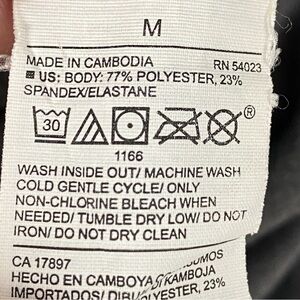 M
MADE IN CAMBODIA RN 54023
US; BODY: 77% POLYESTER, 23%
SPANDEX/ELASTANE
30 ®
1166
WASH INSIDE OUT/ MACHINE WASH
COLD GENTLE CYCLE/ ONLY
NON-CHLORINE BLEACH WHEN
NEEDED/ TUMBLE DRY LOW/ DO NOT
IRON/ DO NOT DRY CLEAN
CA 17897
HECHO EN CAMBOYA KAMBOJA
IMPORTADOS/ 23%